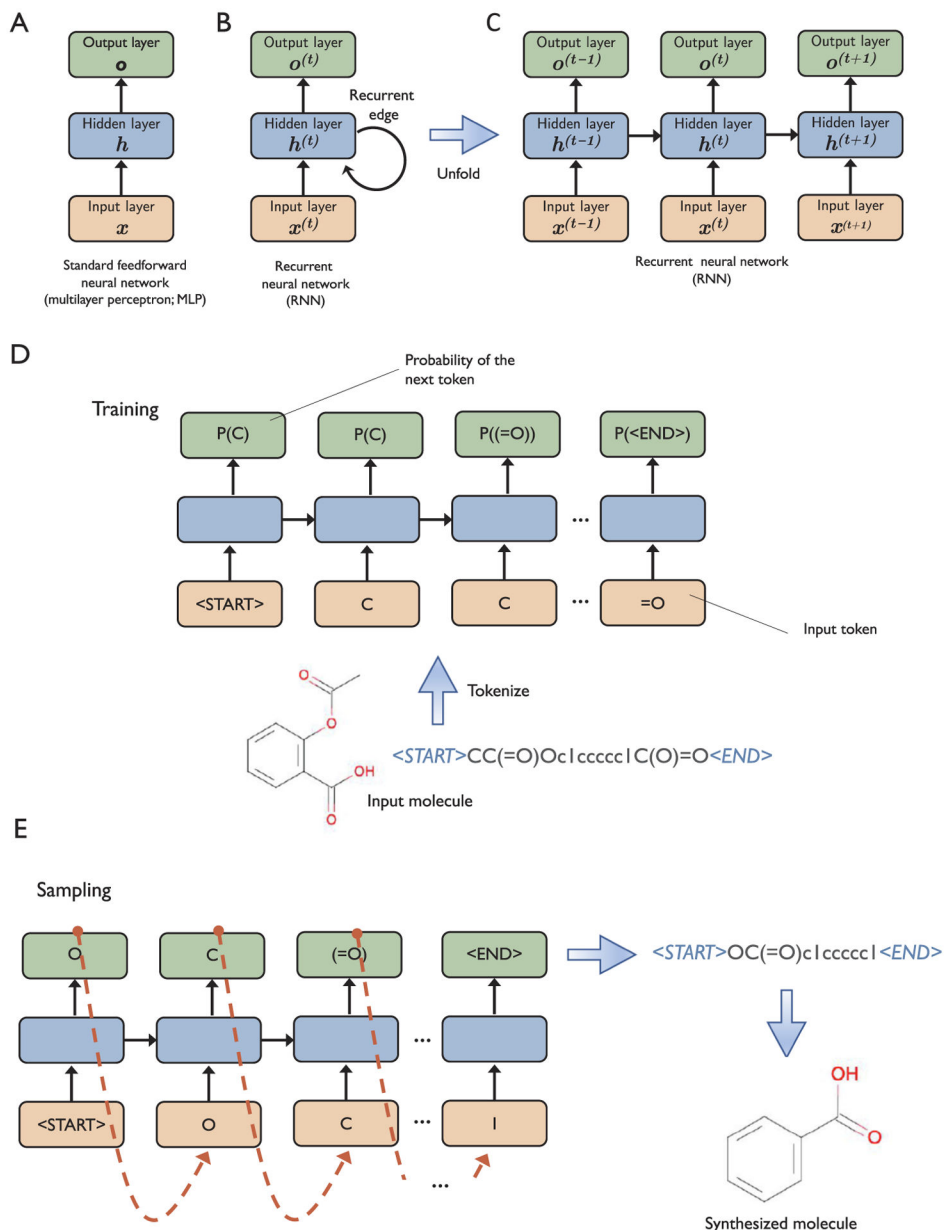 A
Output layer
o
Hidden layer
h
Input layer
x
Standard feedforward
neural network
(multilayer perceptron; MLP)
B
Output layer
o(t)
Recurrent
edge
Hidden layer
h(t)
Input layer
x(t)
Recurrent
neural network
(RNN)
Unfold
C
Output layer
o(t−1)
Output layer
o(t)
Output layer
o(t+1)
Hidden layer
h(t−1)
Hidden layer
h(t)
Hidden layer
h(t+1)
Input layer
x(t−1)
Input layer
x(t)
Input layer
x(t+1)
Recurrent neural network
(RNN)
D
Probability of the
next token
Training
P(C)
P(C)
P((=O))
P(<END>)
...
<START>
C
C
...
=O
Input token
Tokenize
O
O
OH
O
<START>CC(=O)Oc1ccccc1C(O)=O<END>
Input molecule
E
Sampling
O
C
(=O)
<END>
<START>OC(=O)c1ccccc1<END>
...
<START>
O
C
...
1
...
OH
O
Synthesized molecule